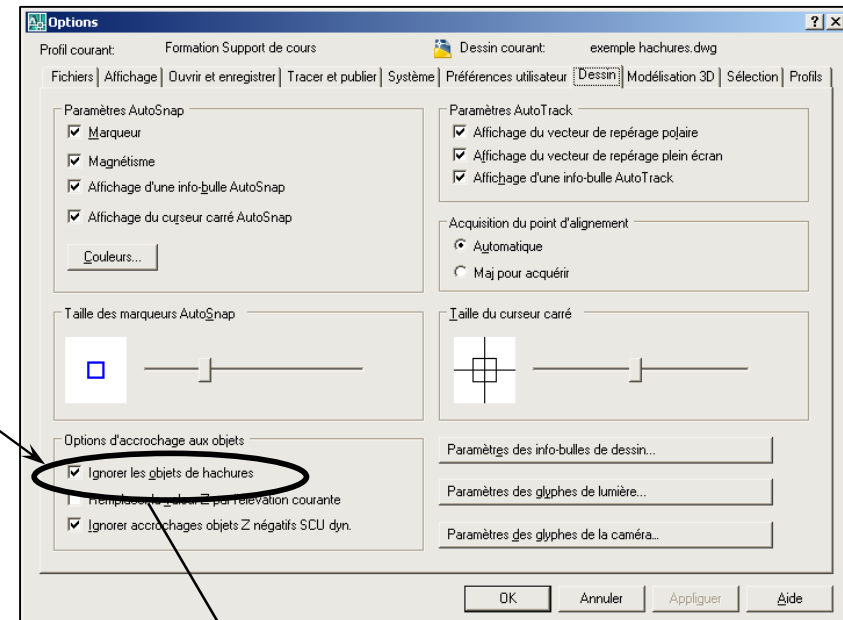 Options
Profil courant: Formation Support de cours Dessin courant: exemple hachures.dwg
Fichiers Affichage Ouvrir et enregistrer Tracer et publier Système Préférences utilisateur Dessin Modélisation 3D Sélection Profils
Paramètres AutoSnap
Marqueur
Magnétisme
Affichage d'une info-bulle AutoSnap
Affichage du curseur carré AutoSnap
Couleurs...
Paramètres AutoTrack
Affichage du vecteur de repérage polaire
Affichage du vecteur de repérage plein écran
Affichage d'une info-bulle AutoTrack
Acquisition du point d'alignement
Automatique
Maj pour acquérir
Taille des marqueurs AutoSnap
Taille du curseur carré
Options d'accrochage aux objets
Ignorer les objets de hachures
Remplacer la valeur Z par l'élévation courante
Ignorer accrochages objets Z négatifs SCU dyn.
Paramètres des info-bulles de dessin...
Paramètres des glyphes de lumière...
Paramètres des glyphes de la caméra...
OK Annuler Appliquer Aide